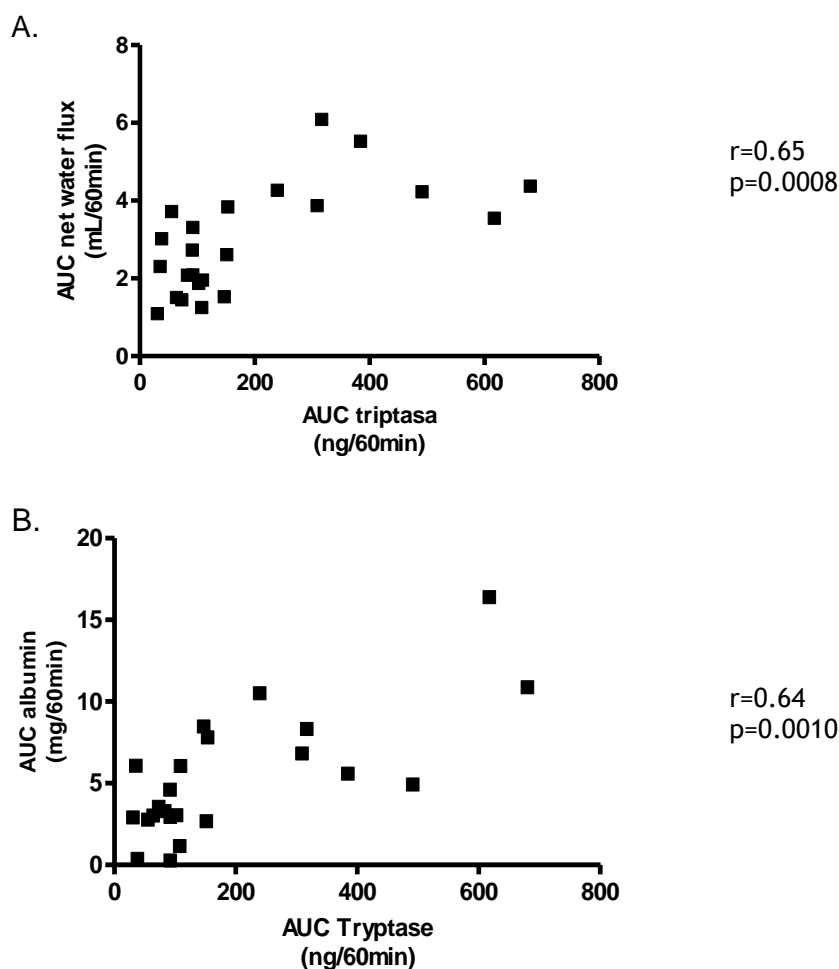 A.
8
6
4
2
0
AUC net water flux
(mL/60min)
0 200 400 600 800
AUC triptasa
(ng/60min)
r=0.65
p=0.0008
B.
20
15
10
5
0
AUC albumin
(mg/60min)
0 200 400 600 800
AUC Tryptase
(ng/60min)
r=0.64
p=0.0010